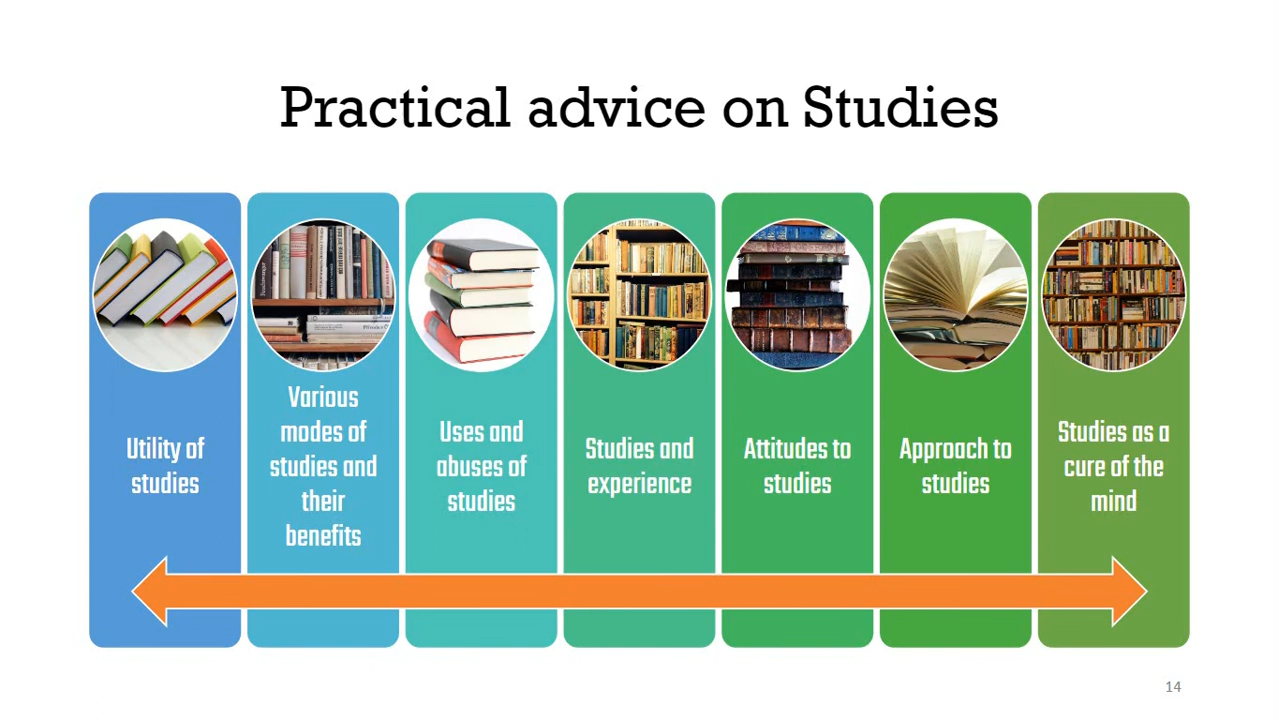 Practical advice on Studies
Utility of
studies
Various
modes of
studies and
their
benefits
Uses and
abuses of
studies
Studies and
experience
Attitudes to
studies
Approach to
studies
Studies as a
cure of the
mind
14